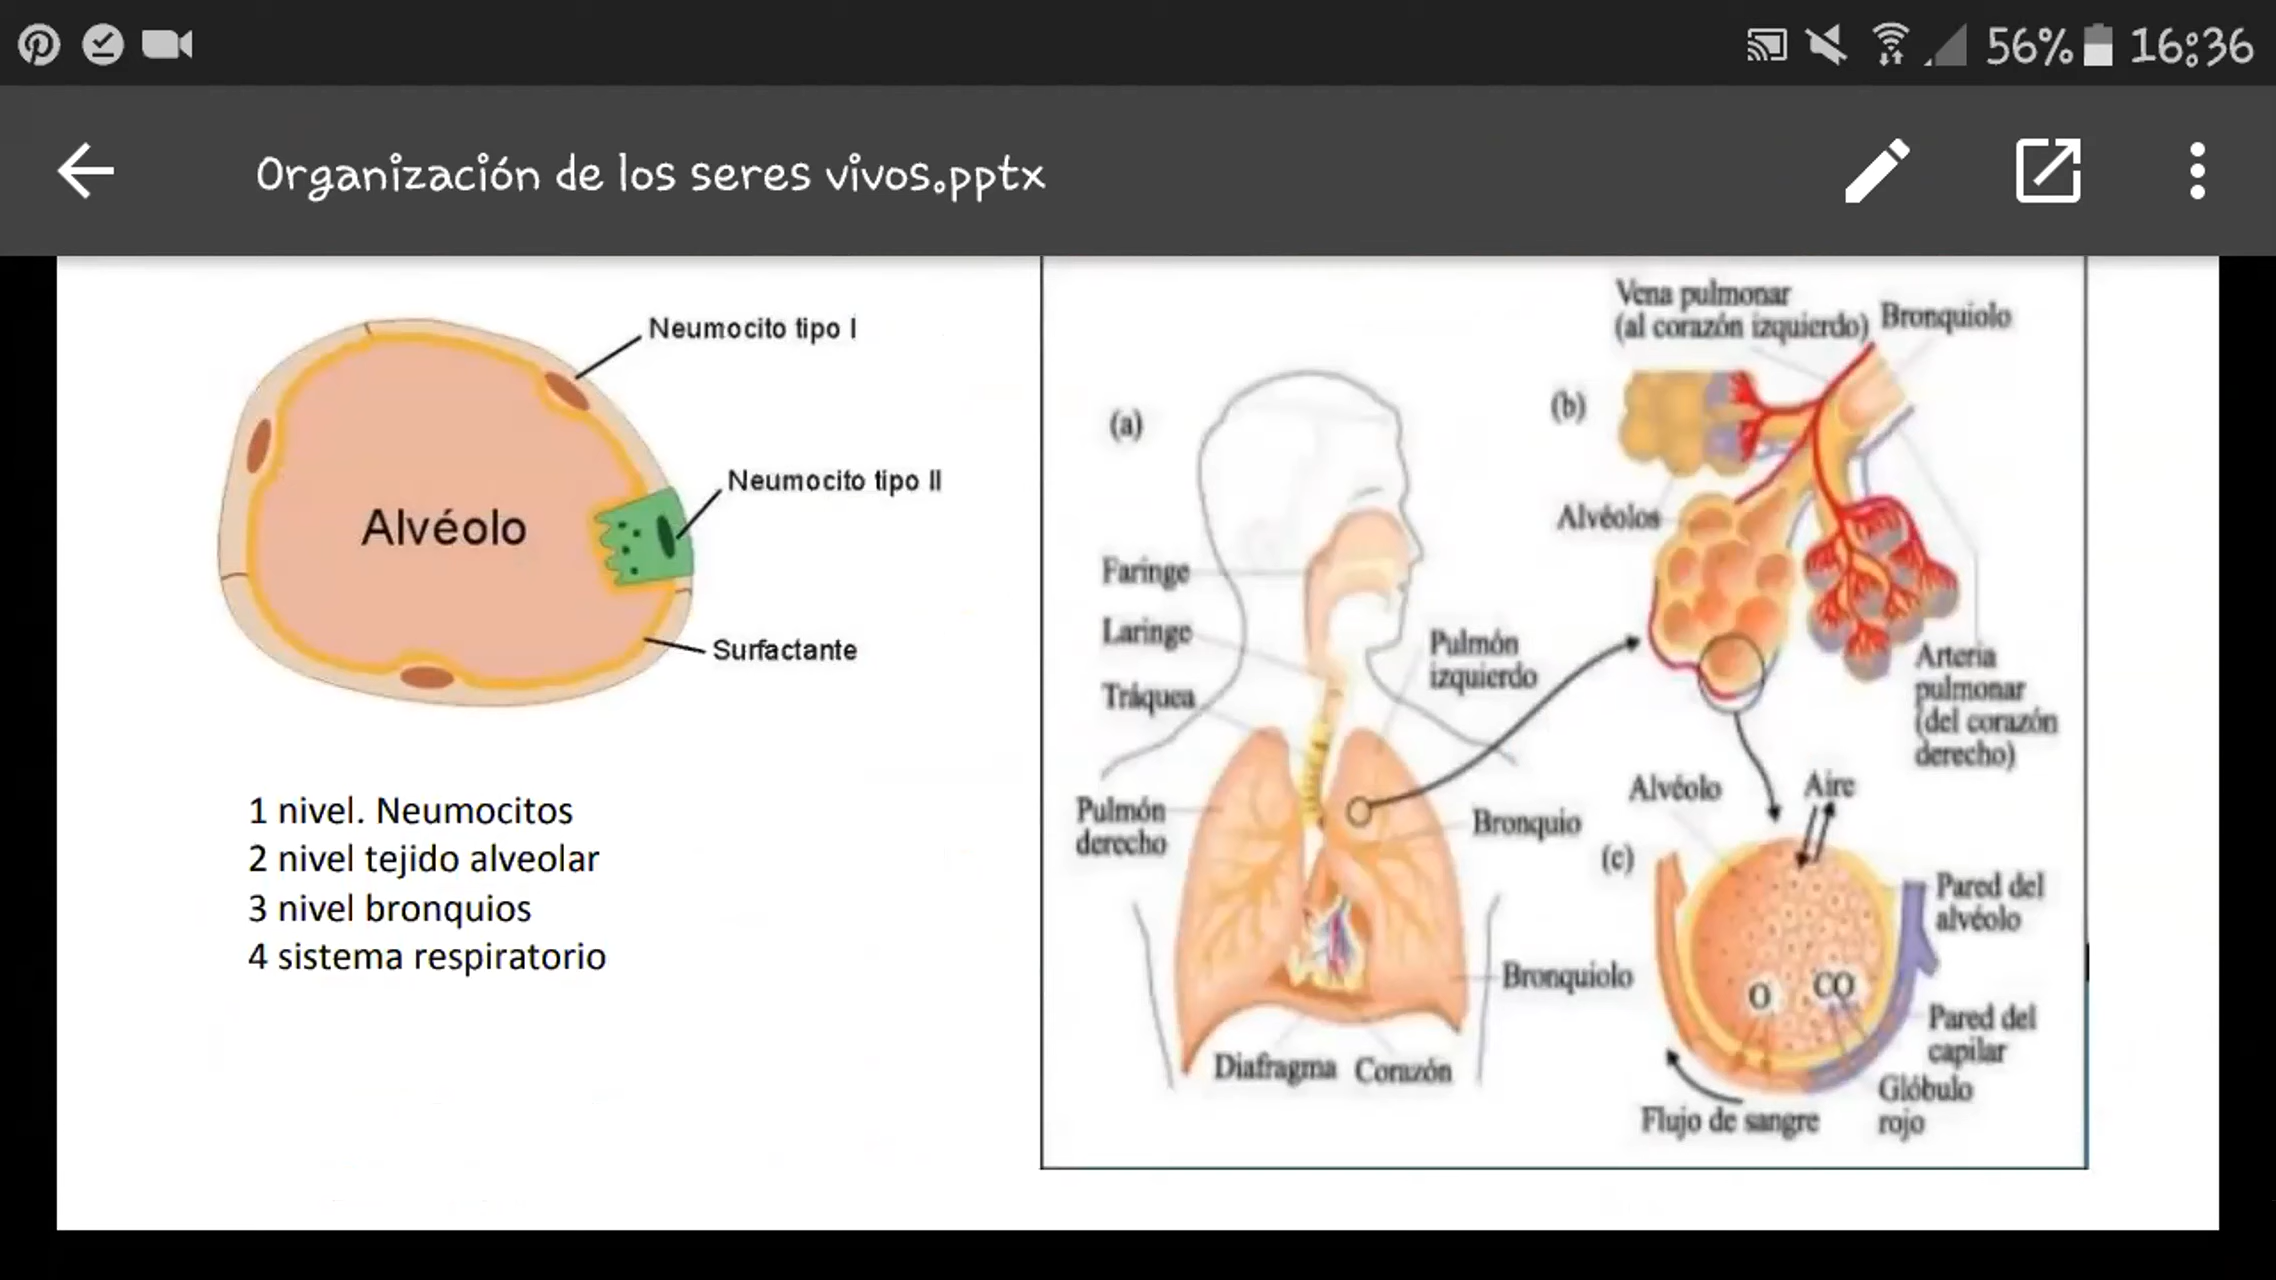 56% 16:36
Organización de los seres vivos.pptx
Neumocito tipo I
Neumocito tipo II
Alvéolo
Surfactante
1 nivel. Neumocitos
2 nivel tejido alveolar
3 nivel bronquios
4 sistema respiratorio
(a)
Faringe
Laringe
Tráquea
Pulmón
izquierdo
Pulmón
derecho
Bronquio
Bronquiolo
Diafragma
Corazón
(b)
Vena pulmonar
(al corazón izquierdo)
Bronquiolo
Alvéolos
Arteria
pulmonar
(del corazón
derecho)
(c)
Alvéolo
Aire
Pared del
alvéolo
O
CO
Pared del
capilar
Glóbulo
rojo
Flujo de sangre